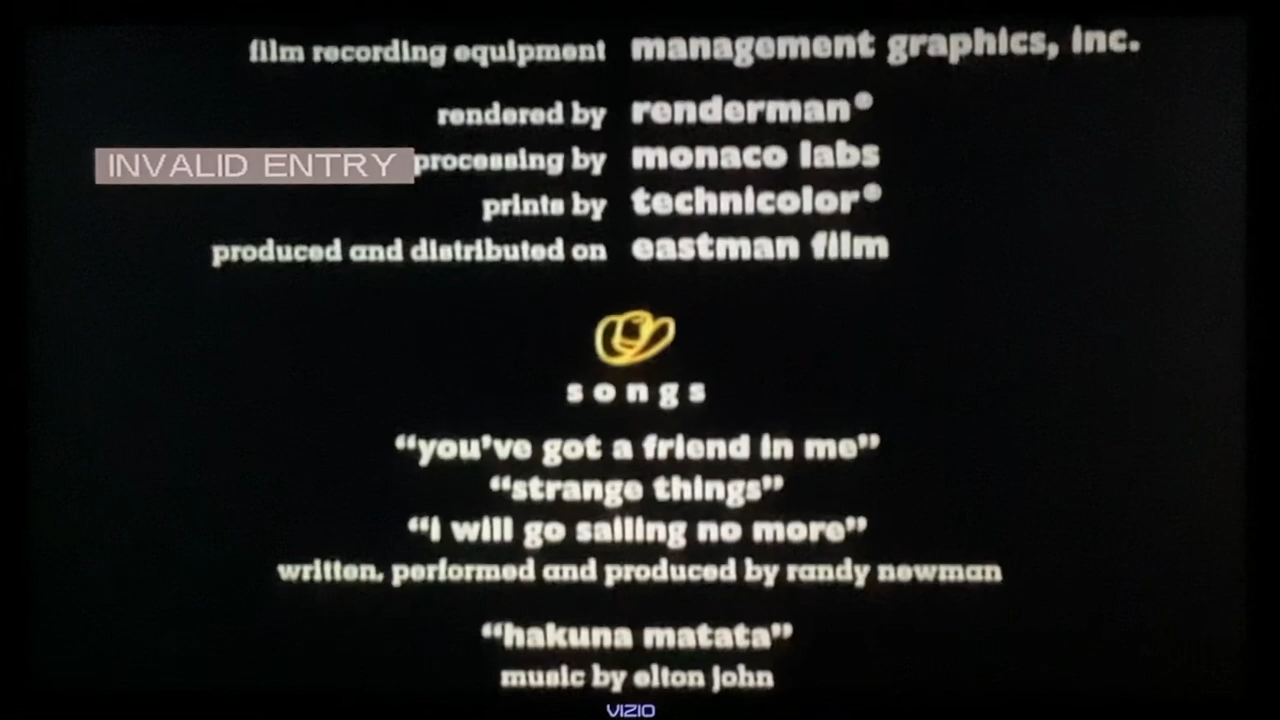 film recording equipment management graphics, inc.
rendered by renderman®
INVALID ENTRY processing by monaco labs
prints by technicolor®
produced and distributed on eastman film
songs
“you've got a friend in me”
“strange things”
“i will go sailing no more”
written, performed and produced by randy newman
“hakuna matata”
music by elton john
VIZIO